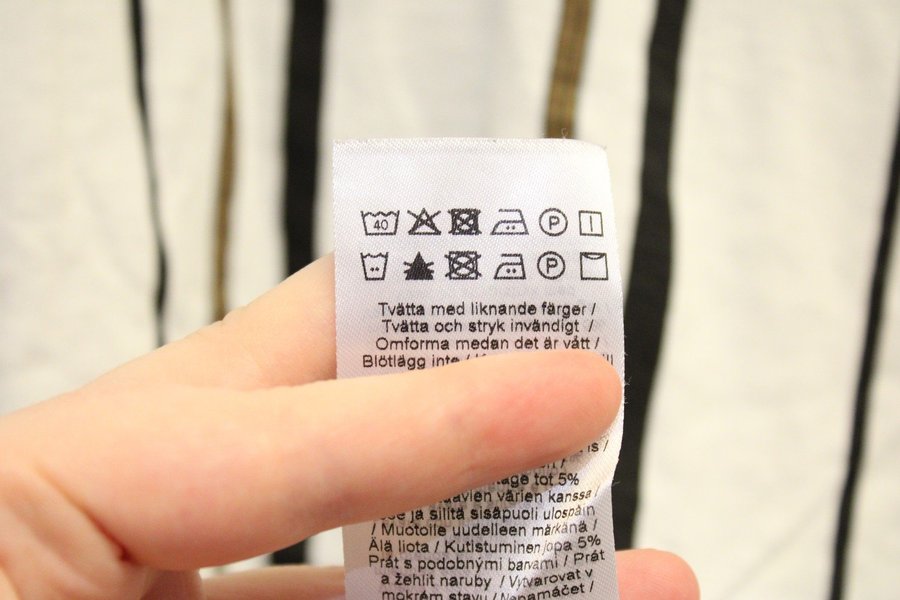 40 P
P
Tvätta med liknande färger /
Tvätta och stryk invändigt /
Omforma medan det är vått /
Blötlägg inte /
is /
tot 5%
värien kanssa /
ja silitä sisäpuoli ulospäin
/ Muotoile uudelleen märkänä /
Älä liota / Kutistuminen jopa 5%
Prát s podobnými barvami / Prát
a žehlit naruby / Vytvarovat v
mokrém stavu / Nenamáčet /